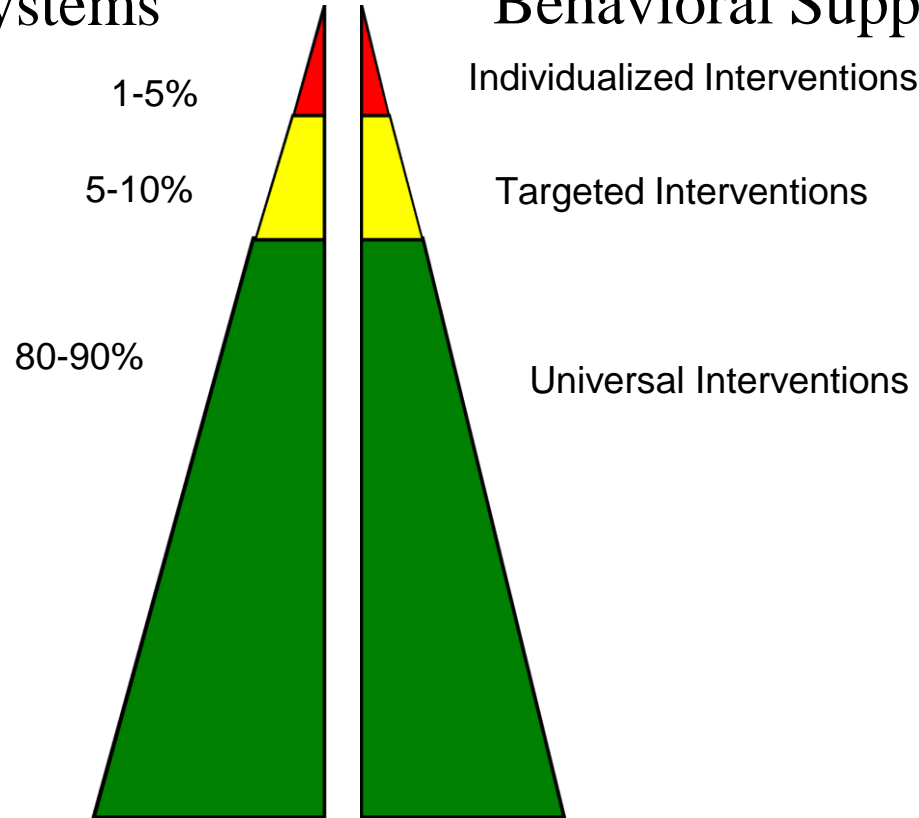 ystems
Behavioral Supp
1-5%
Individualized Interventions
5-10%
Targeted Interventions
80-90%
Universal Interventions